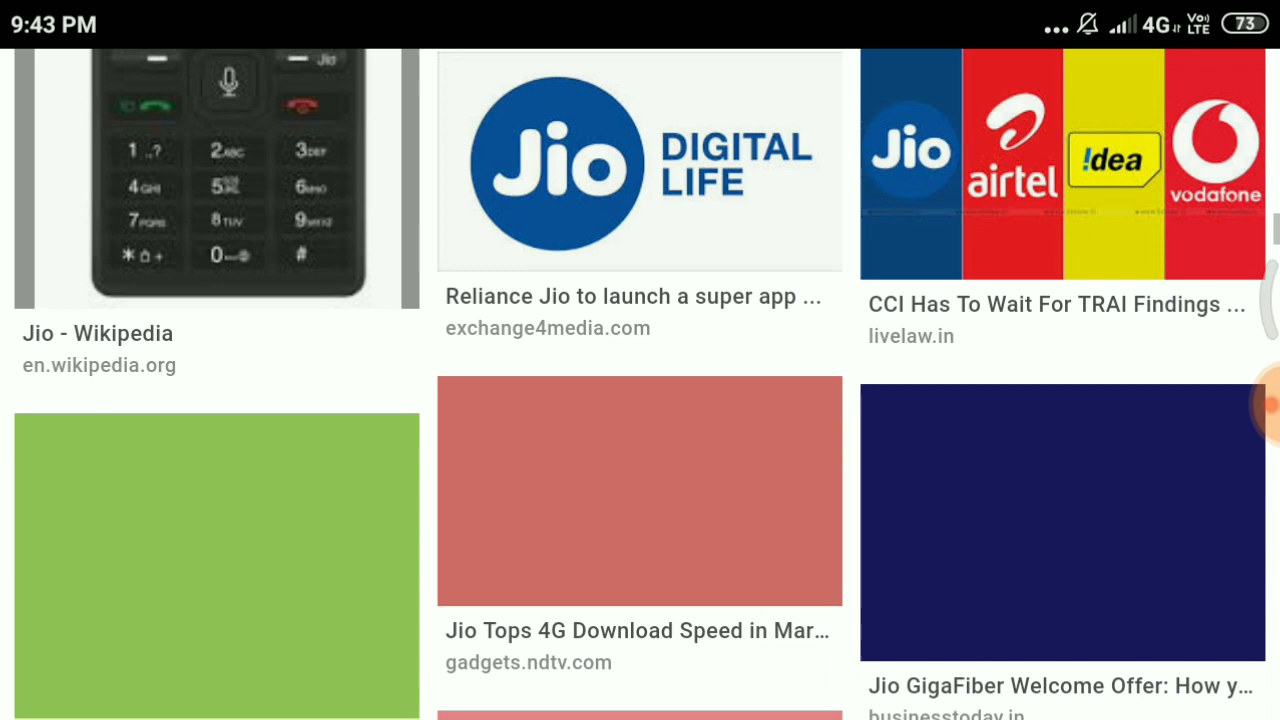 9:43 PM
4G
Vo)
LTE
73
Jio
1 .,?
2ABC
3DEF
4GHI
5JKL
6MNO
7PQRS
8TUV
9WXYZ
* +
0
#
Jio - Wikipedia
en.wikipedia.org
Jio
DIGITAL
LIFE
Reliance Jio to launch a super app ...
exchange4media.com
Jio
airtel
!dea
vodafone
CCI Has To Wait For TRAI Findings ...
livelaw.in
Jio Tops 4G Download Speed in Mar...
gadgets.ndtv.com
Jio GigaFiber Welcome Offer: How y...
businesstoday.in